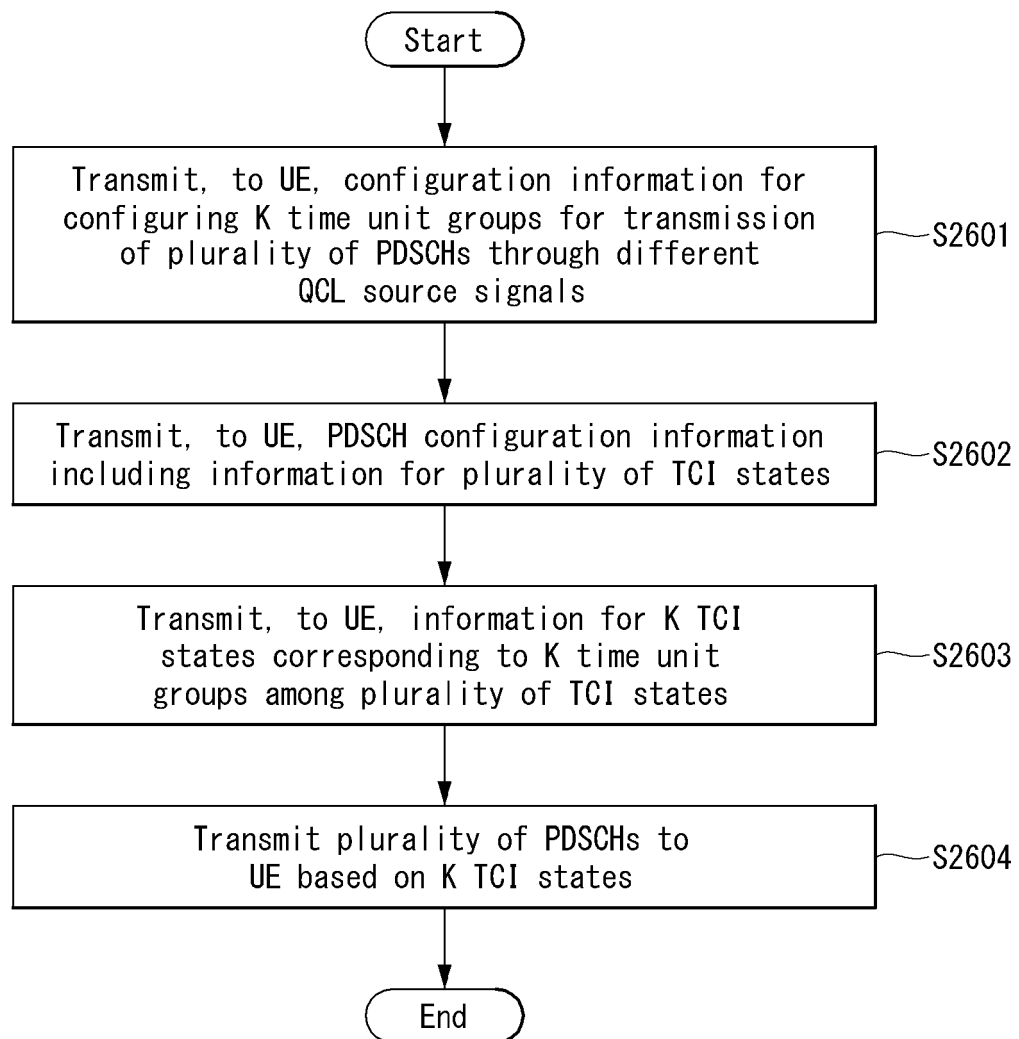 Start
Transmit, to UE, configuration information for
configuring K time unit groups for transmission
of plurality of PDSCHs through different
QCL source signals
S2601
Transmit, to UE, PDSCH configuration information
including information for plurality of TCI states
S2602
Transmit, to UE, information for K TCI
states corresponding to K time unit
groups among plurality of TCI states
S2603
Transmit plurality of PDSCHs to
UE based on K TCI states
S2604
End